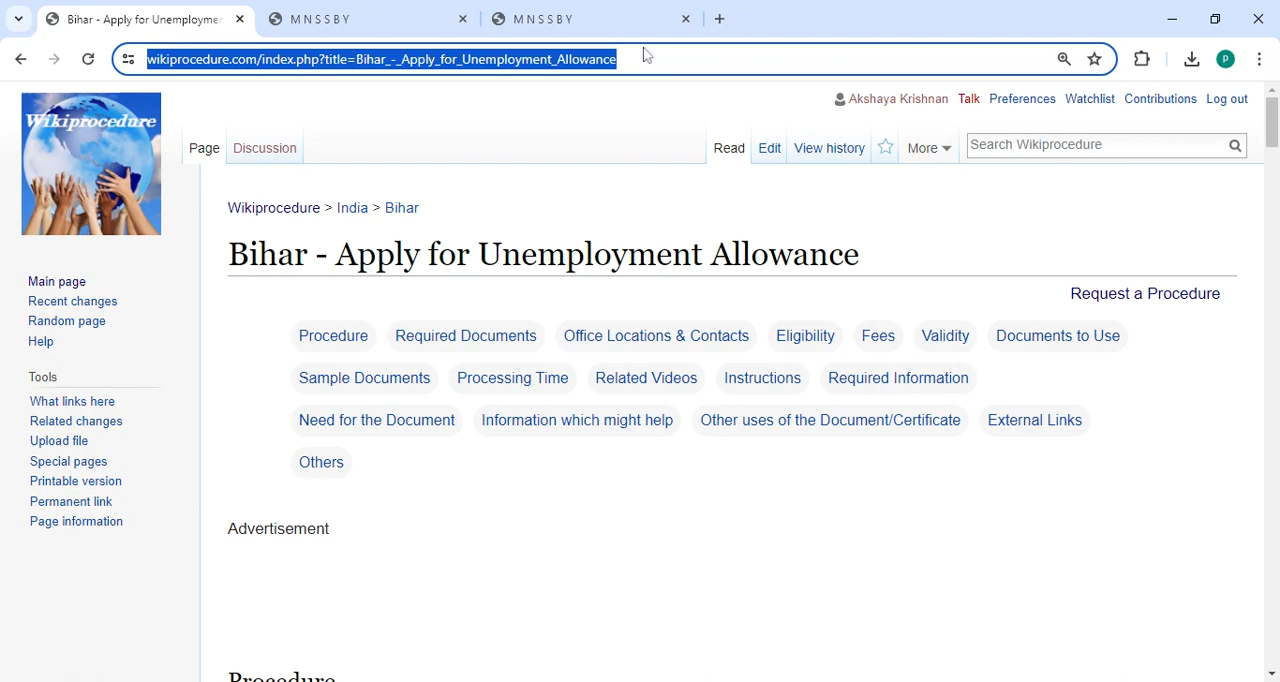 Bihar - Apply for Unemployme
M N S S B Y
M N S S B Y
wikiprocedure.com/index.php?title=Bihar_-_Apply_for_Unemployment_Allowance
P
Wikiprocedure
Akshaya Krishnan Talk Preferences Watchlist Contributions Log out
Page Discussion Read Edit View history More Search Wikiprocedure
Wikiprocedure > India > Bihar
Bihar - Apply for Unemployment Allowance
Request a Procedure
Main page
Recent changes
Random page
Help
Tools
What links here
Related changes
Upload file
Special pages
Printable version
Permanent link
Page information
Procedure Required Documents Office Locations & Contacts Eligibility Fees Validity Documents to Use
Sample Documents Processing Time Related Videos Instructions Required Information
Need for the Document Information which might help Other uses of the Document/Certificate External Links
Others
Advertisement
Procedure